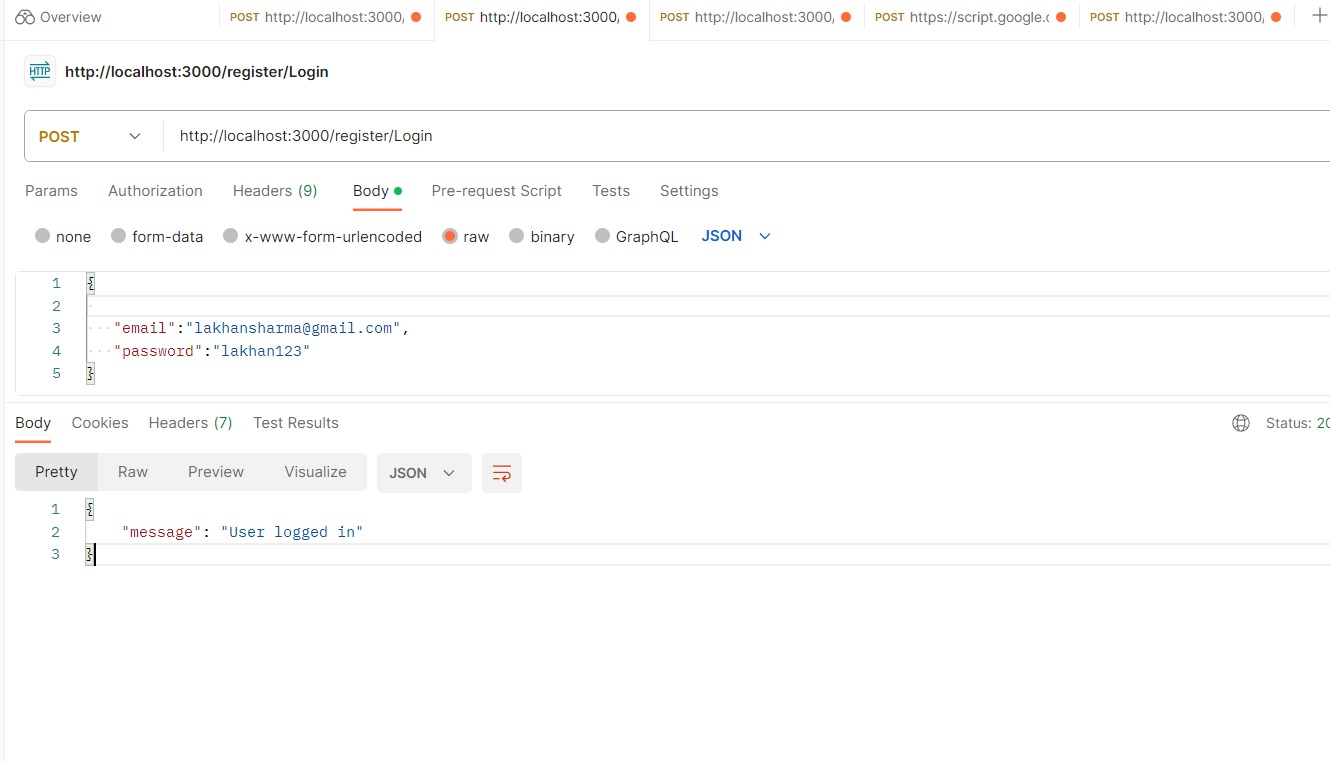 Overview POST http://localhost:3000/ POST http://localhost:3000/ POST http://localhost:3000/ POST https://script.google.c POST http://localhost:3000/ +
HTTP http://localhost:3000/register/Login
POST http://localhost:3000/register/Login
Params Authorization Headers (9) Body Pre-request Script Tests Settings
none form-data x-www-form-urlencoded raw binary GraphQL JSON
1 {
2
3 "email":"lakhansharma@gmail.com",
4 "password":"lakhan123"
5 }
Body Cookies Headers (7) Test Results Status: 20
Pretty Raw Preview Visualize JSON
1 {
2 "message": "User logged in"
3 }